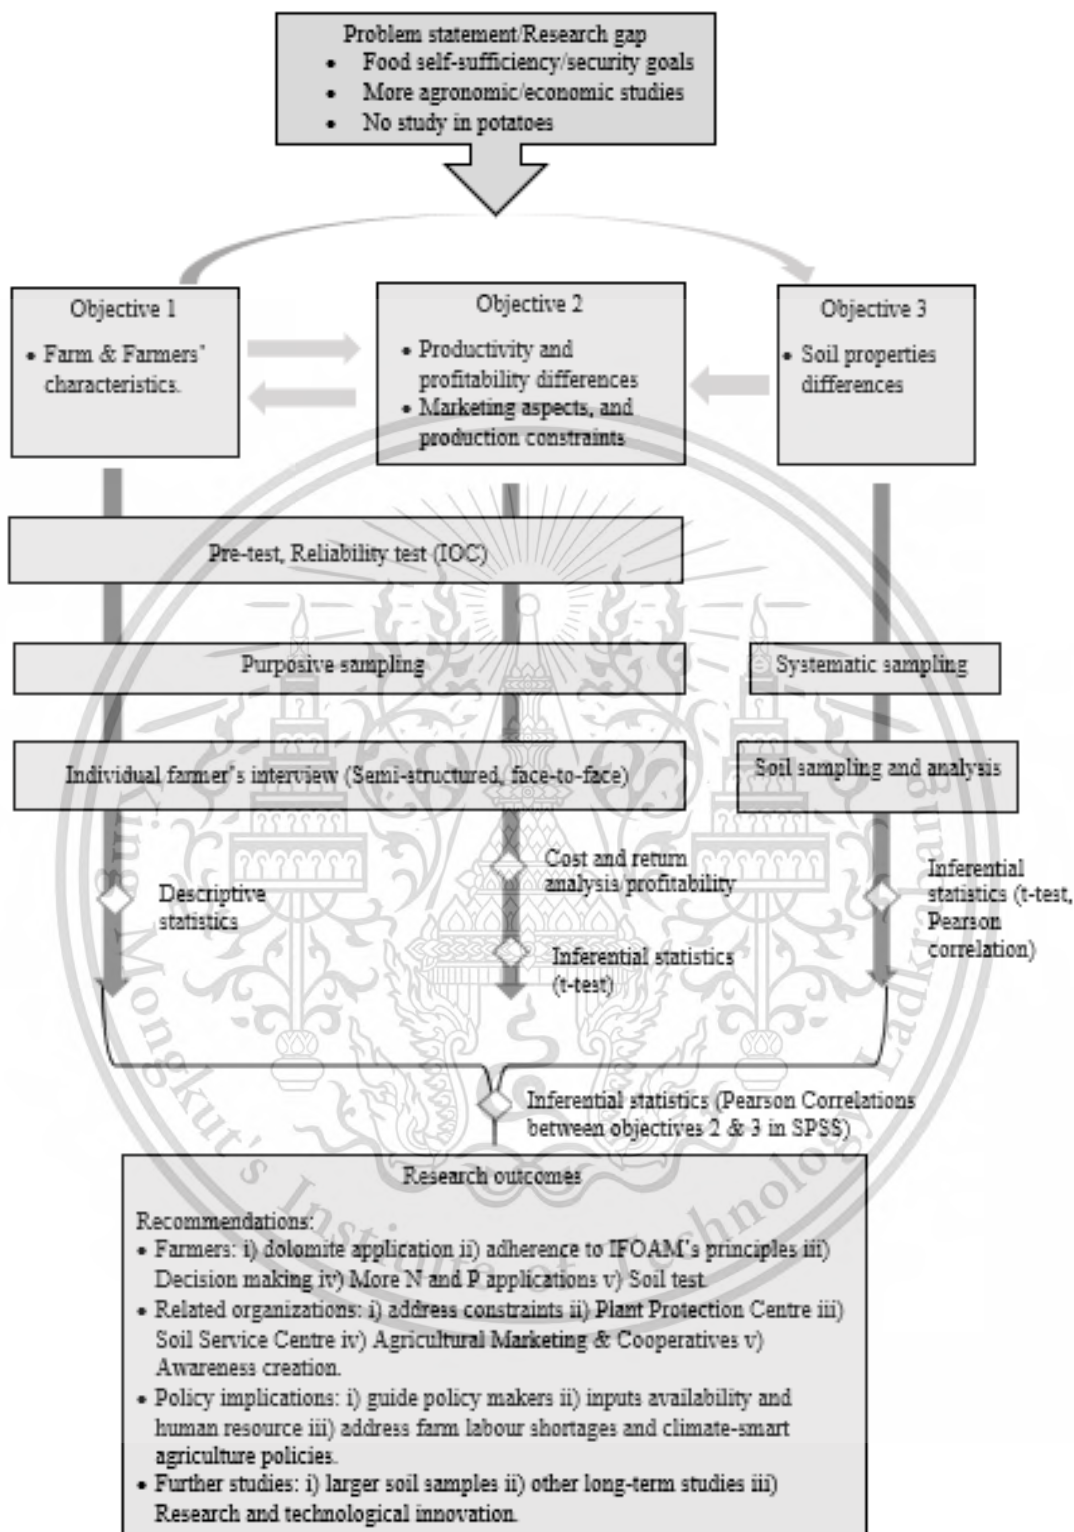 Problem statement/Research gap
• Food self-sufficiency/security goals
• More agronomic/economic studies
• No study in potatoes
Objective 1
• Farm & Farmers'
characteristics.
Objective 2
• Productivity and
profitability differences
• Marketing aspects, and
production constraints
Objective 3
• Soil properties
differences
Pre-test, Reliability test (IOC)
Purposive sampling
Systematic sampling
Individual farmer's interview (Semi-structured, face-to-face)
Soil sampling and analysis
Descriptive
statistics
Cost and return
analysis/profitability
Inferential statistics
(t-test)
Inferential
statistics (t-test,
Pearson
correlation)
Inferential statistics (Pearson Correlations
between objectives 2 & 3 in SPSS)
Research outcomes
Recommendations:
• Farmers: i) dolomite application ii) adherence to IFOAM's principles iii)
Decision making iv) More N and P applications v) Soil test.
• Related organizations: i) address constraints ii) Plant Protection Centre iii)
Soil Service Centre iv) Agricultural Marketing & Cooperatives v)
Awareness creation.
• Policy implications: i) guide policy makers ii) inputs availability and
human resource iii) address farm labour shortages and climate-smart
agriculture policies.
• Further studies: i) larger soil samples ii) other long-term studies iii)
Research and technological innovation.
King Mongkut's Institute of Technology Ladkrabang